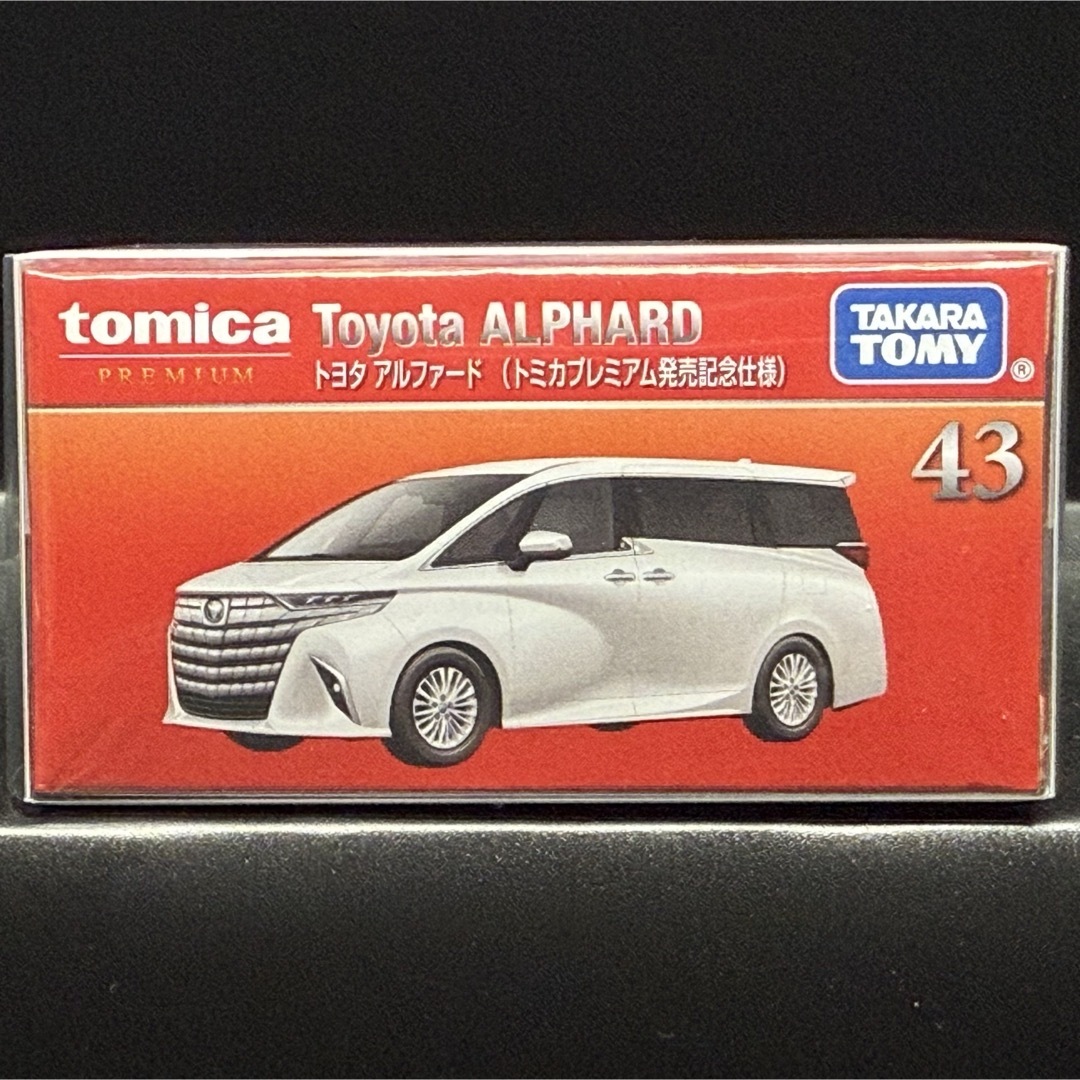 tomica
PREMIUM
Toyota ALPHARD
トヨタ アルファード (トミカプレミアム発売記念仕様)
TAKARA
TOMY
®
43